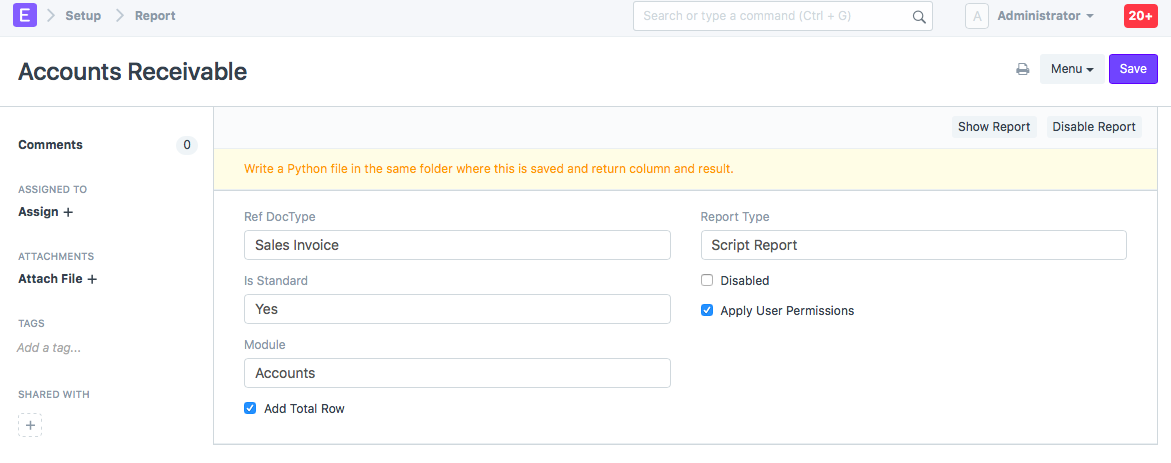 E Setup Report Search or type a command (Ctrl + G) A Administrator 20+
Accounts Receivable Menu Save
Show Report Disable Report
Comments 0
Write a Python file in the same folder where this is saved and return column and result.
ASSIGNED TO
Assign +
ATTACHMENTS
Attach File +
TAGS
Add a tag...
SHARED WITH
+
Ref DocType
Sales Invoice
Is Standard
Yes
Module
Accounts
Add Total Row
Report Type
Script Report
Disabled
Apply User Permissions